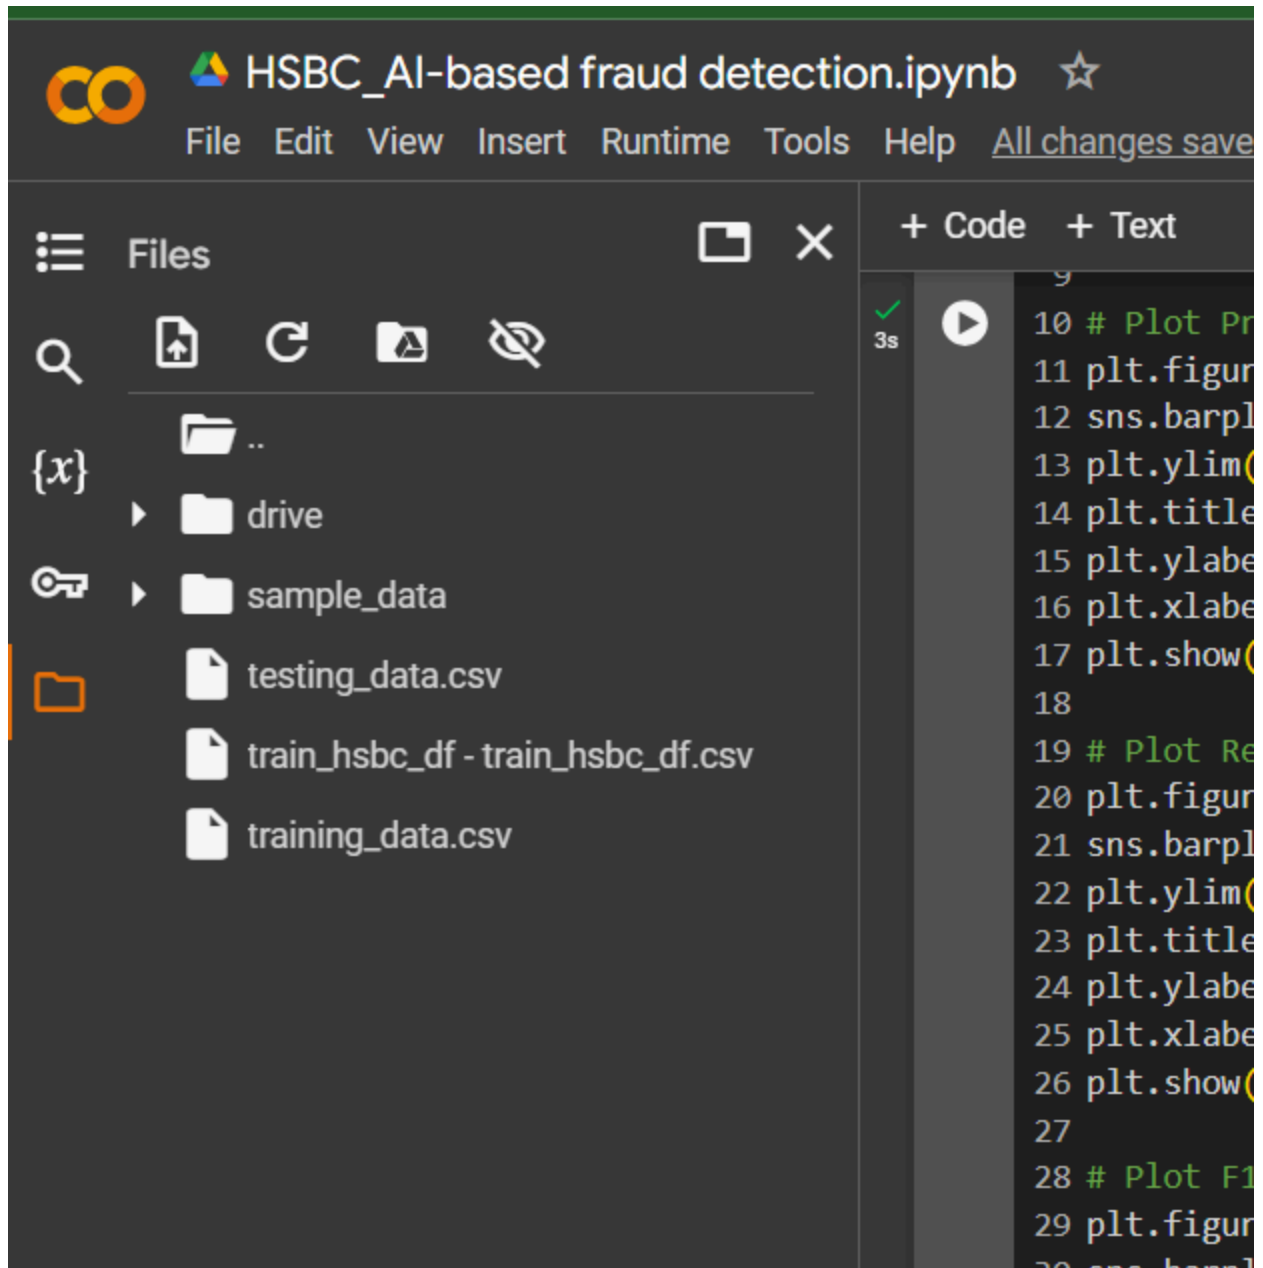 HSBC_AI-based fraud detection.ipynb
File Edit View Insert Runtime Tools Help All changes save
Files
+ Code + Text
{x}
..
drive
sample_data
testing_data.csv
train_hsbc_df - train_hsbc_df.csv
training_data.csv
3s
9
10 # Plot Pr
11 plt.figur
12 sns.barpl
13 plt.ylim(
14 plt.title
15 plt.ylabe
16 plt.xlabe
17 plt.show(
18
19 # Plot Re
20 plt.figur
21 sns.barpl
22 plt.ylim(
23 plt.title
24 plt.ylabe
25 plt.xlabe
26 plt.show(
27
28 # Plot F1
29 plt.figur
30 sns.barpl